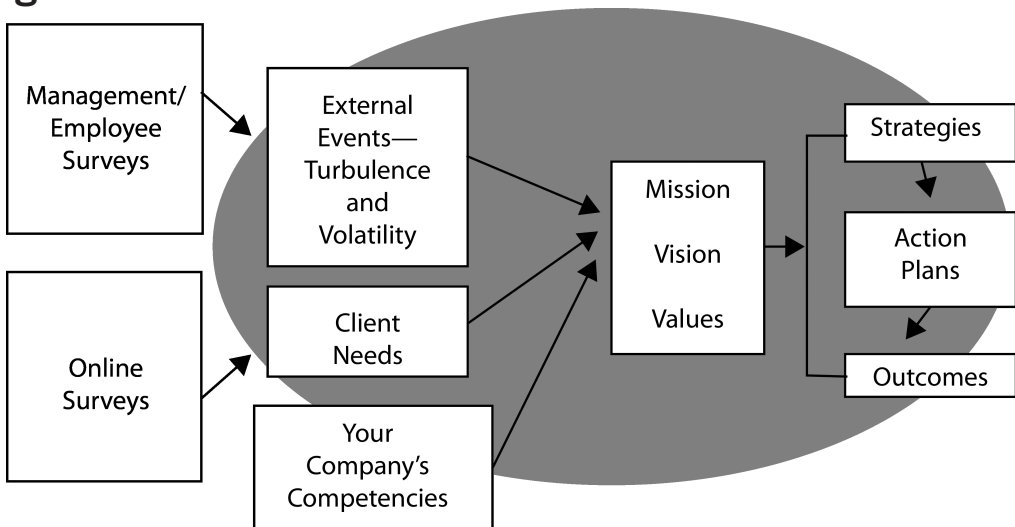 Management/
Employee
Surveys
External
Events—
Turbulence
and
Volatility
Client
Needs
Online
Surveys
Your
Company’s
Competencies
Mission
Vision
Values
Strategies
Action
Plans
Outcomes